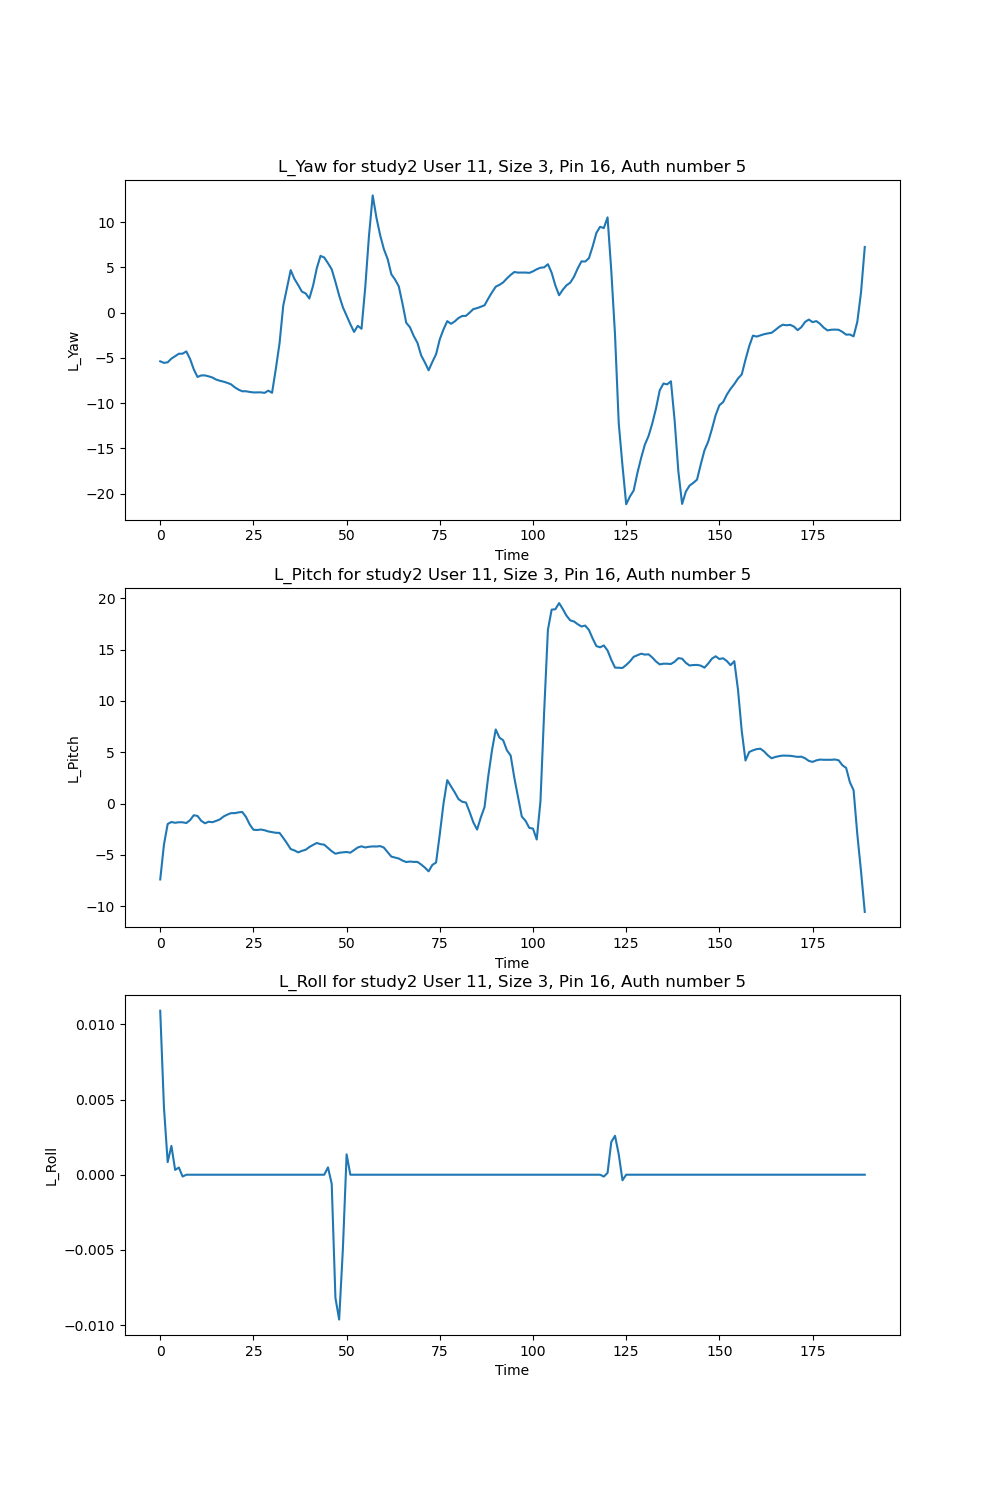 L_Yaw for study2 User 11, Size 3, Pin 16, Auth number 5
10
5
0
−5
−10
−15
−20
L_Yaw
0 25 50 75 100 125 150 175
Time
L_Pitch for study2 User 11, Size 3, Pin 16, Auth number 5
20
15
10
5
0
−5
−10
L_Pitch
0 25 50 75 100 125 150 175
Time
L_Roll for study2 User 11, Size 3, Pin 16, Auth number 5
0.010
0.005
0.000
−0.005
−0.010
L_Roll
0 25 50 75 100 125 150 175
Time